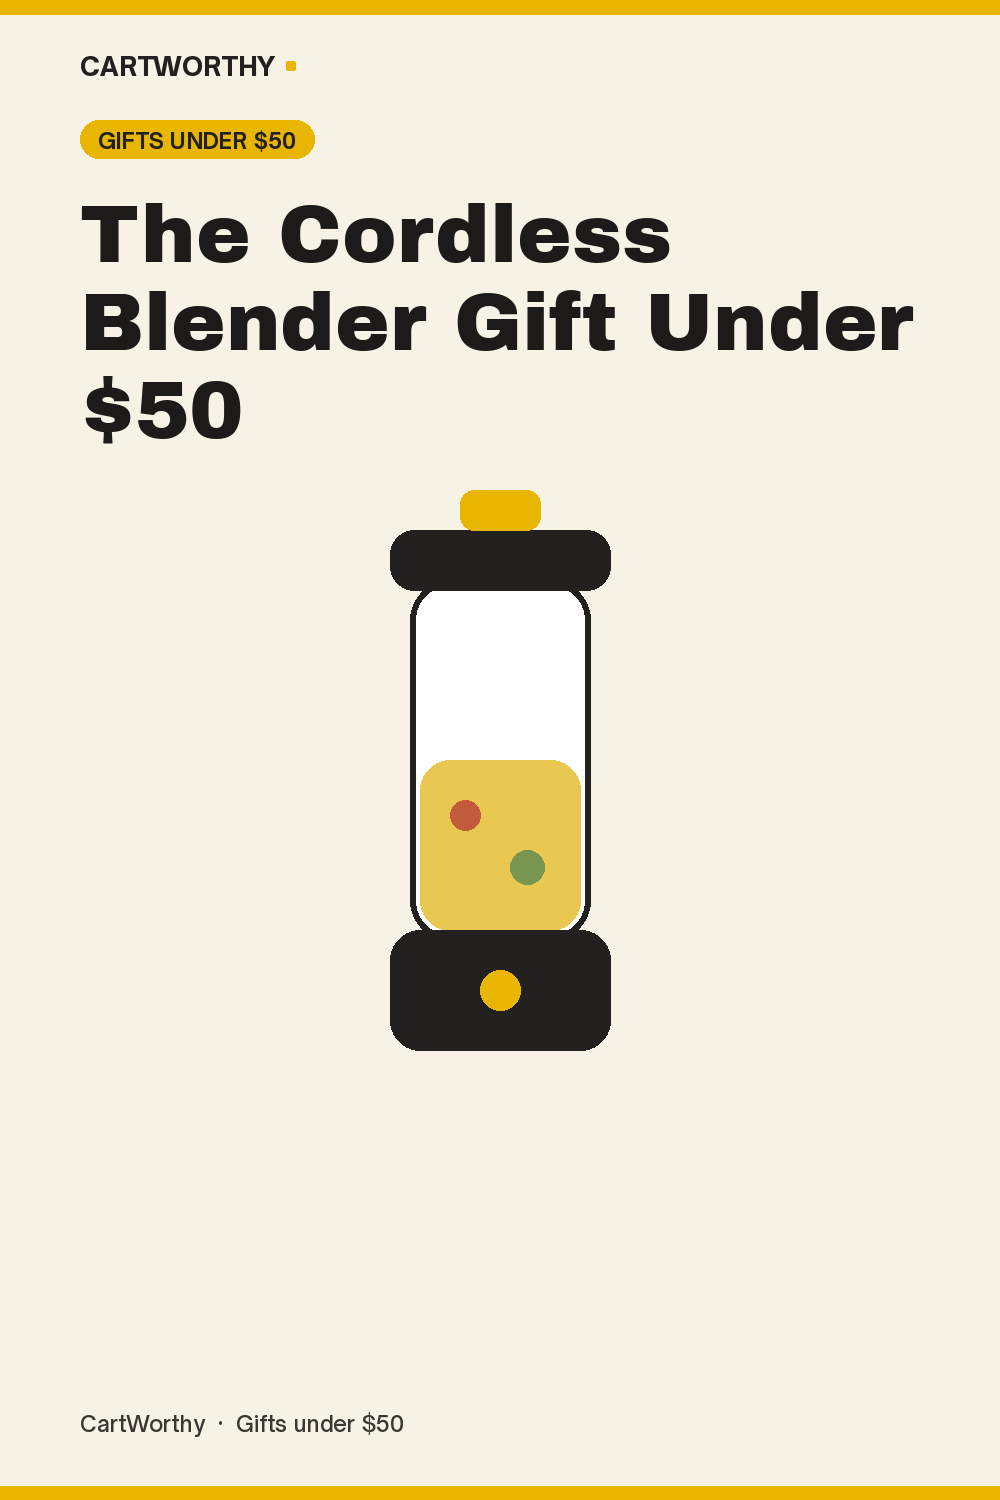 CARTWORTHY
GIFTS UNDER $50
The Cordless
Blender Gift Under
$50
CartWorthy · Gifts under $50